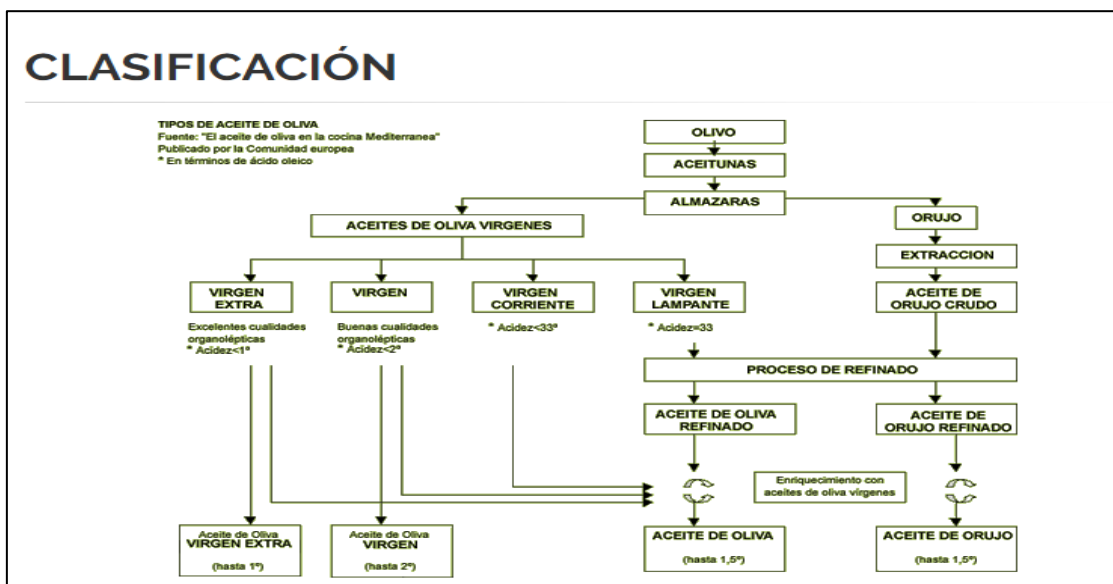 CLASIFICACIÓN
TIPOS DE ACEITE DE OLIVA
Fuente: "El aceite de oliva en la cocina Mediterranea"
Publicado por la Comunidad europea
* En términos de ácido oleico
OLIVO
ACEITUNAS
ALMAZARAS
ACEITES DE OLIVA VIRGENES
ORUJO
EXTRACCION
VIRGEN
EXTRA
VIRGEN
VIRGEN
CORRIENTE
VIRGEN
LAMPANTE
ACEITE DE
ORUJO CRUDO
Excelentes cualidades
organolépticas
* Acidez<1º
Buenas cualidades
organolépticas
* Acidez<2º
* Acidez<33º
* Acidez=33
PROCESO DE REFINADO
ACEITE DE OLIVA
REFINADO
ACEITE DE
ORUJO REFINADO
Enriquecimiento con
aceites de oliva vírgenes
Aceite de Oliva
VIRGEN EXTRA
(hasta 1º)
Aceite de Oliva
VIRGEN
(hasta 2º)
ACEITE DE OLIVA
(hasta 1,5º)
ACEITE DE ORUJO
(hasta 1,5º)